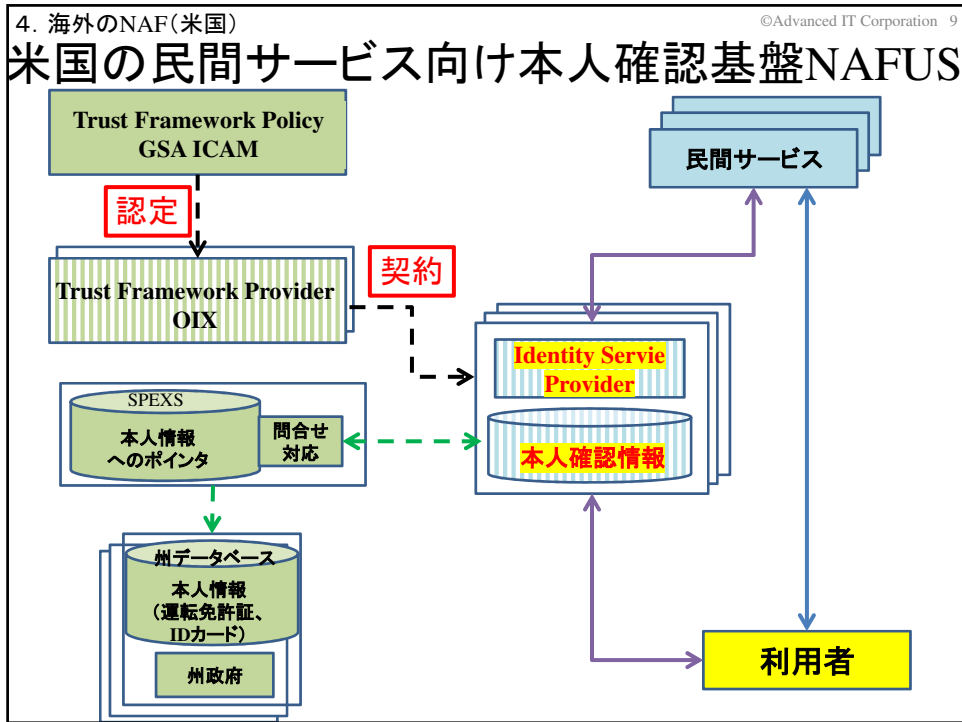 4. 海外のNAF(米国)
©Advanced IT Corporation 9
米国の民間サービス向け本人確認基盤NAFUS
Trust Framework Policy
GSA ICAM
民間サービス
認定
契約
Trust Framework Provider
OIX
Identity Servie
Provider
本人確認情報
SPEXS
本人情報
へのポインタ
問合せ
対応
州データベース
本人情報
(運転免許証、
IDカード)
州政府
利用者